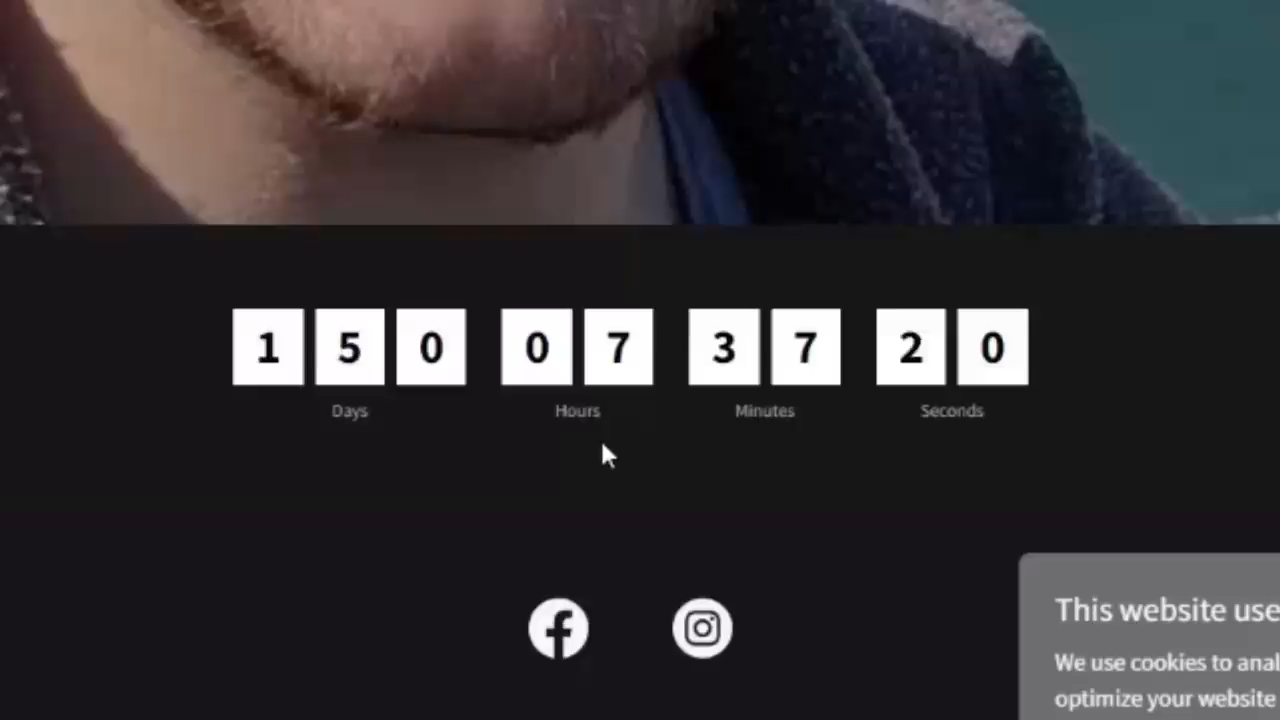 150 07 37 20
Days Hours Minutes Seconds
This website use
We use cookies to anal
optimize your website